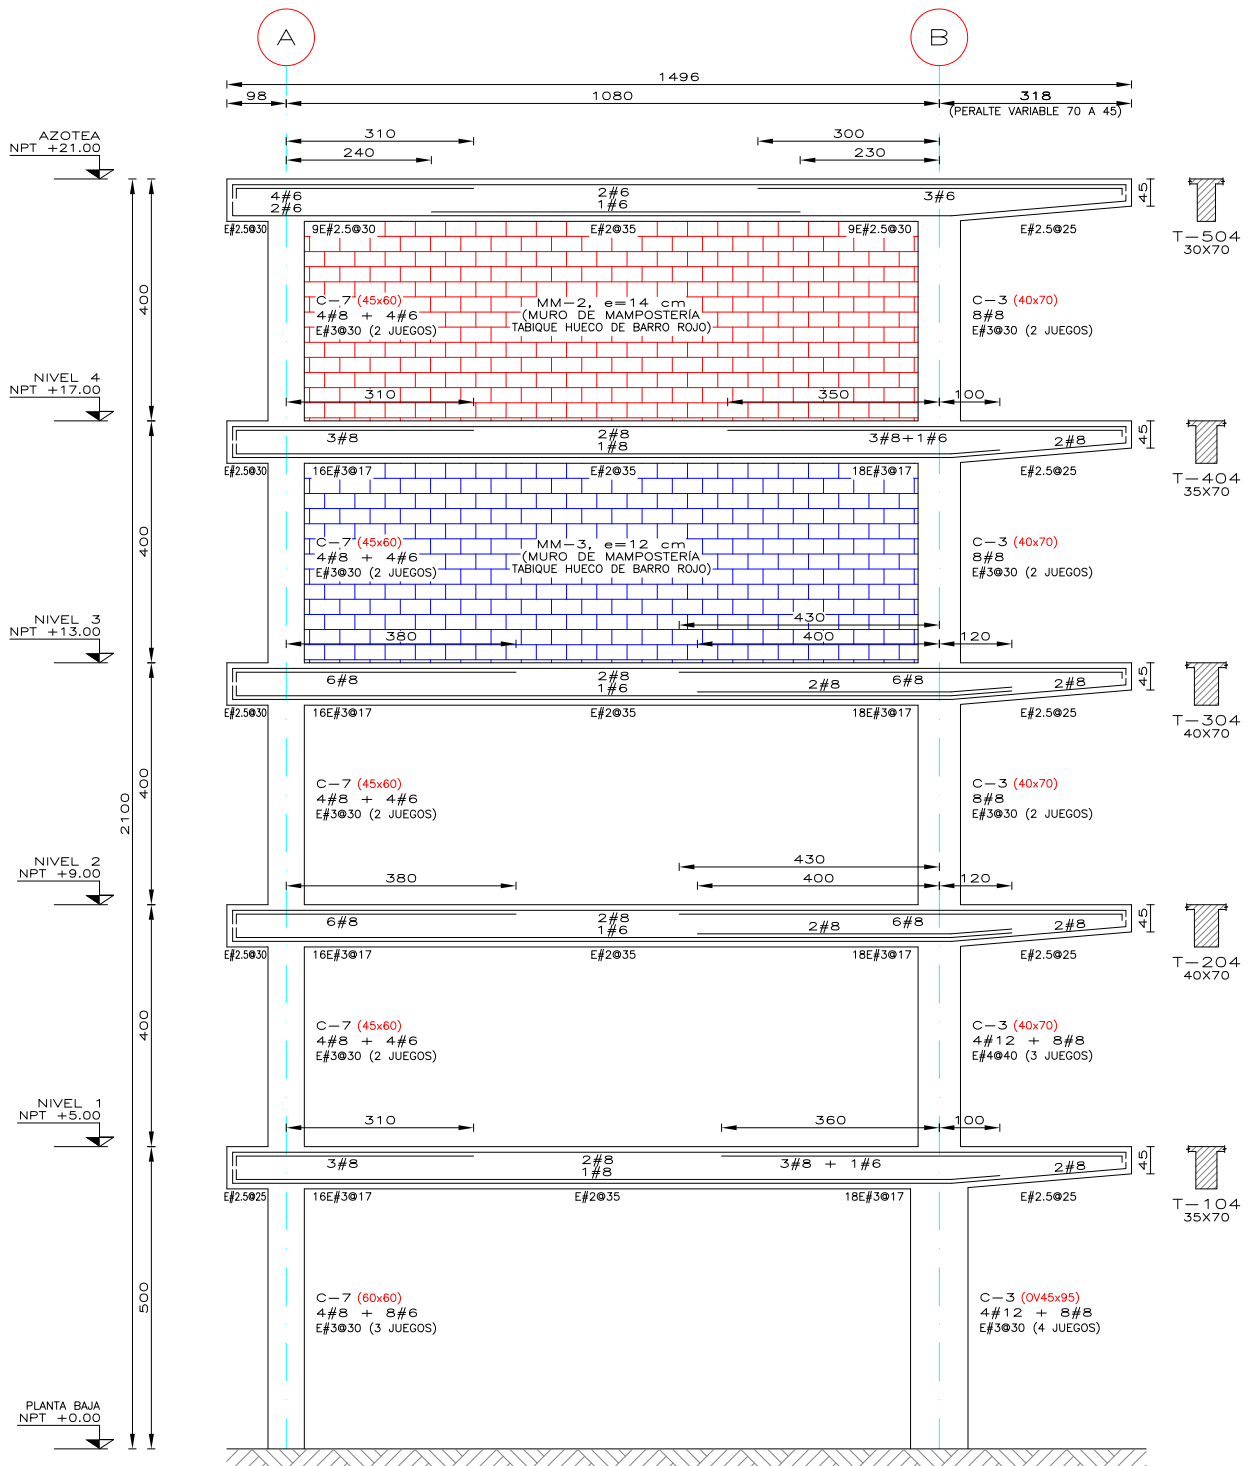 A
B
1496
98
1080
318
(PERALTE VARIABLE 70 A 45)
310
300
240
230
AZOTEA
NPT +21.00
4#6
2#6
2#6
1#6
3#6
45
E#2.5@30
9E#2.5@30
E#2@35
9E#2.5@30
E#2.5@25
T-504
30X70
400
C-7 (45x60)
4#8 + 4#6
E#3@30 (2 JUEGOS)
MM-2, e=14 cm
(MURO DE MAMPOSTERÍA
TABIQUE HUECO DE BARRO ROJO)
C-3 (40x70)
8#8
E#3@30 (2 JUEGOS)
NIVEL 4
NPT +17.00
310
350
100
3#8
2#8
1#8
3#8+1#6
2#8
45
E#2.5@30
16E#3@17
E#2@35
18E#3@17
E#2.5@25
T-404
35X70
400
C-7 (45x60)
4#8 + 4#6
E#3@30 (2 JUEGOS)
MM-3, e=12 cm
(MURO DE MAMPOSTERÍA
TABIQUE HUECO DE BARRO ROJO)
C-3 (40x70)
8#8
E#3@30 (2 JUEGOS)
NIVEL 3
NPT +13.00
430
380
400
120
6#8
2#8
1#6
2#8
6#8
2#8
45
E#2.5@30
16E#3@17
E#2@35
18E#3@17
E#2.5@25
T-304
40X70
2100
400
C-7 (45x60)
4#8 + 4#6
E#3@30 (2 JUEGOS)
C-3 (40x70)
8#8
E#3@30 (2 JUEGOS)
NIVEL 2
NPT +9.00
430
380
400
120
6#8
2#8
1#6
2#8
6#8
2#8
45
E#2.5@30
16E#3@17
E#2@35
18E#3@17
E#2.5@25
T-204
40X70
400
C-7 (45x60)
4#8 + 4#6
E#3@30 (2 JUEGOS)
C-3 (40x70)
4#12 + 8#8
E#4@40 (3 JUEGOS)
NIVEL 1
NPT +5.00
310
360
100
3#8
2#8
1#8
3#8 + 1#6
2#8
45
E#2.5@25
16E#3@17
E#2@35
18E#3@17
E#2.5@25
T-104
35X70
500
C-7 (60x60)
4#8 + 8#6
E#3@30 (3 JUEGOS)
C-3 (OV45x95)
4#12 + 8#8
E#3@30 (4 JUEGOS)
PLANTA BAJA
NPT +0.00